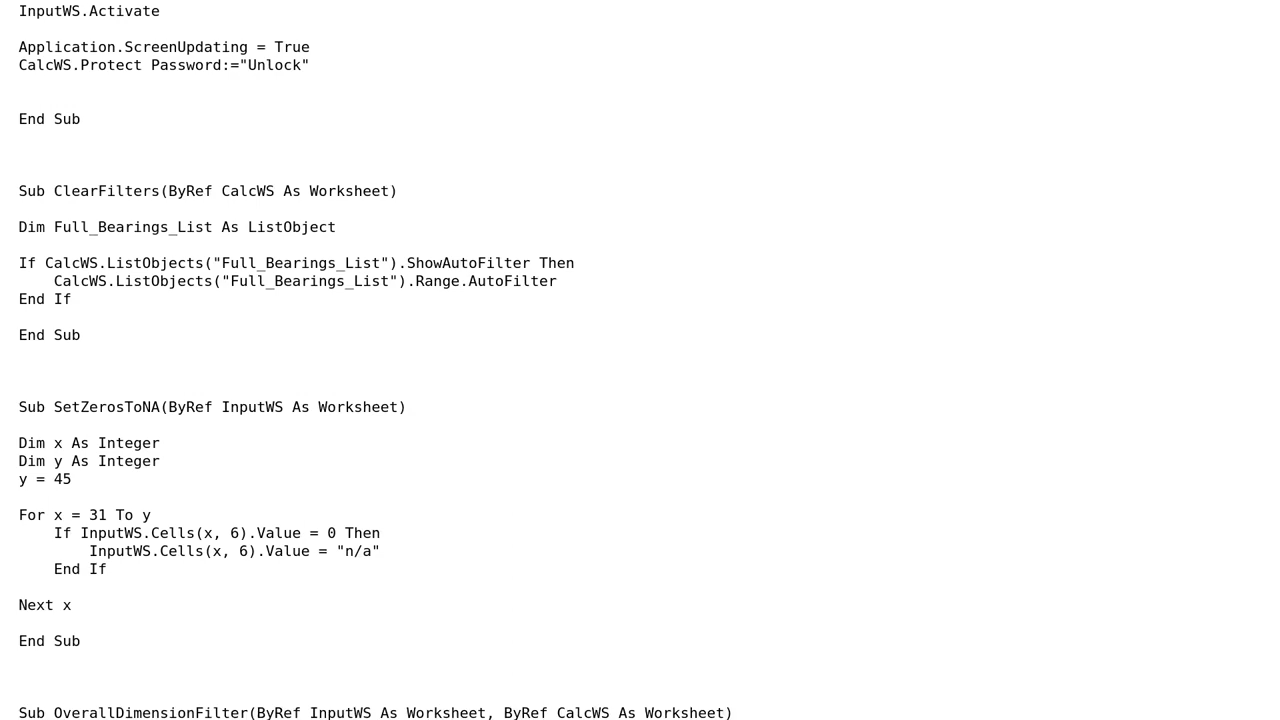 InputWS.Activate
Application.ScreenUpdating = True
CalcWS.Protect Password:="Unlock"
End Sub
Sub ClearFilters(ByRef CalcWS As Worksheet)
Dim Full_Bearings_List As ListObject
If CalcWS.ListObjects("Full_Bearings_List").ShowAutoFilter Then
    CalcWS.ListObjects("Full_Bearings_List").Range.AutoFilter
End If
End Sub
Sub SetZerosToNA(ByRef InputWS As Worksheet)
Dim x As Integer
Dim y As Integer
y = 45
For x = 31 To y
    If InputWS.Cells(x, 6).Value = 0 Then
        InputWS.Cells(x, 6).Value = "n/a"
    End If
Next x
End Sub
Sub OverallDimensionFilter(ByRef InputWS As Worksheet, ByRef CalcWS As Worksheet)